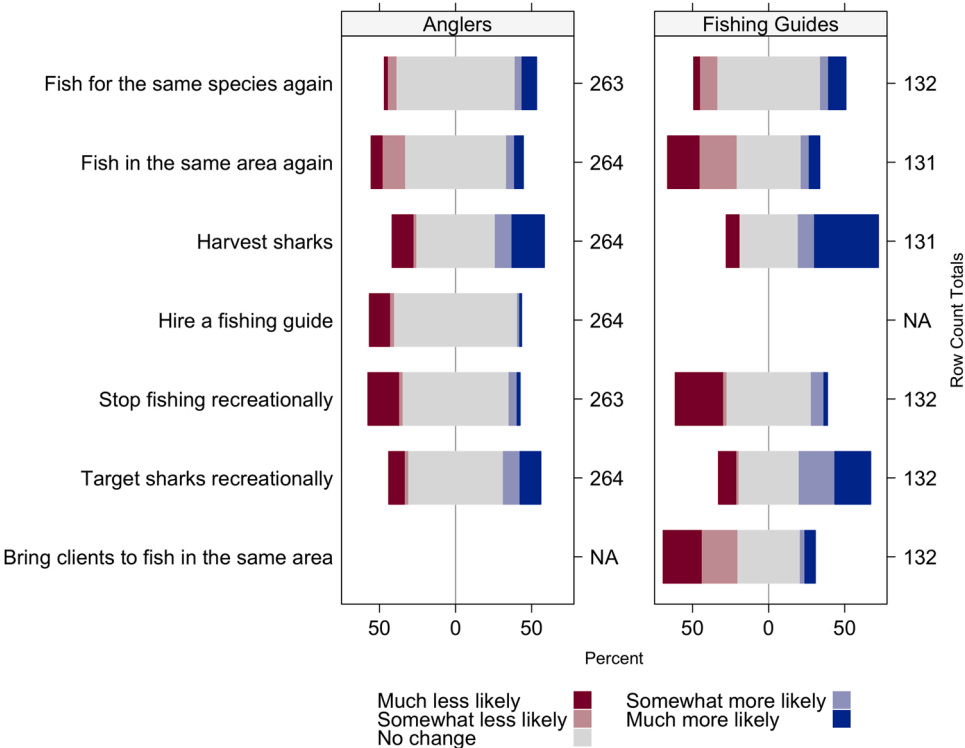 Anglers Fishing Guides
Fish for the same species again 263 132
Fish in the same area again 264 131
Harvest sharks 264 131
Hire a fishing guide 264 NA
Stop fishing recreationally 263 132
Target sharks recreationally 264 132
Bring clients to fish in the same area NA 132
Row Count Totals
50 0 50 50 0 50
Percent
Much less likely Somewhat more likely
Somewhat less likely Much more likely
No change